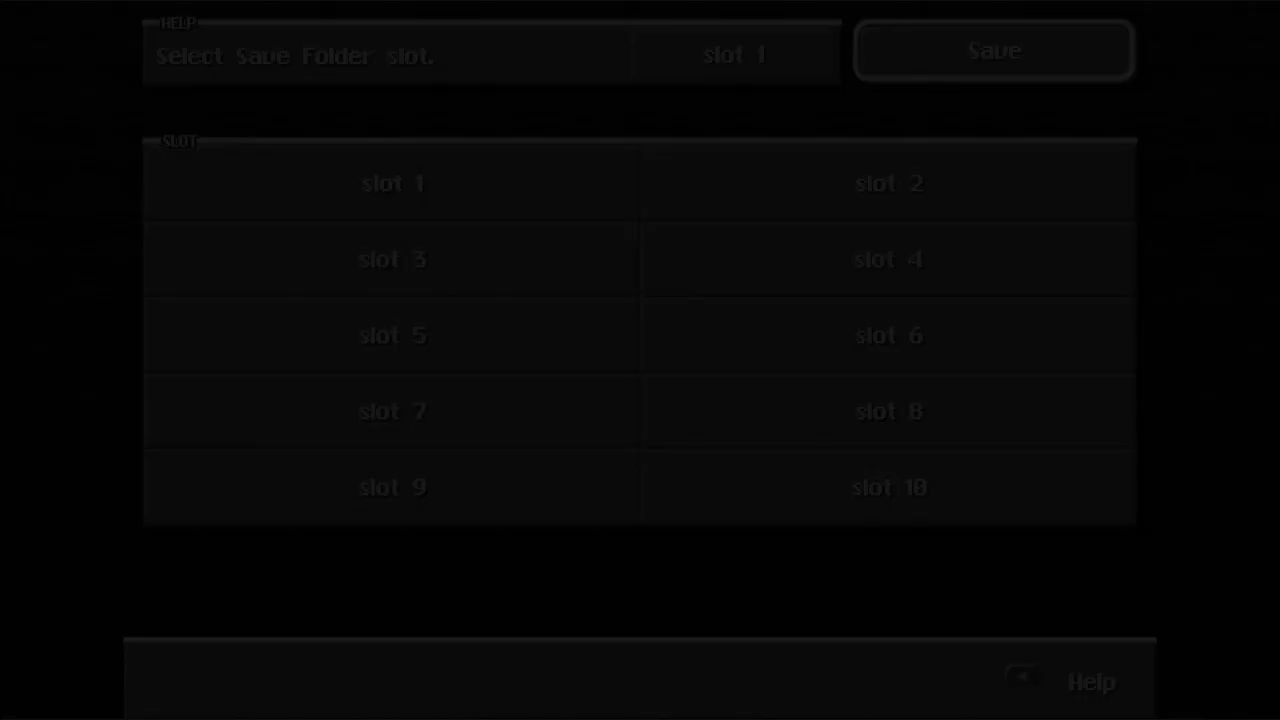 HELP
Select Save Folder slot.
slot 1
Save
SLOT
slot 1
slot 2
slot 3
slot 4
slot 5
slot 6
slot 7
slot 8
slot 9
slot 10
Help